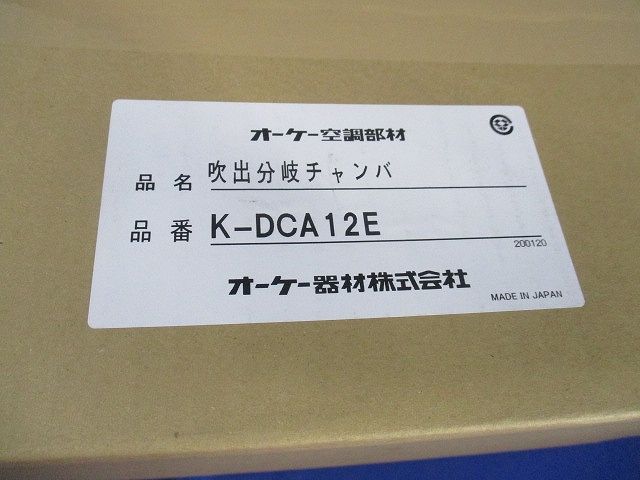 オーケー空調部材
品名 吹出分岐チャンバ
品番 K-DCA12E
200120
オーケー器材株式会社
MADE IN JAPAN